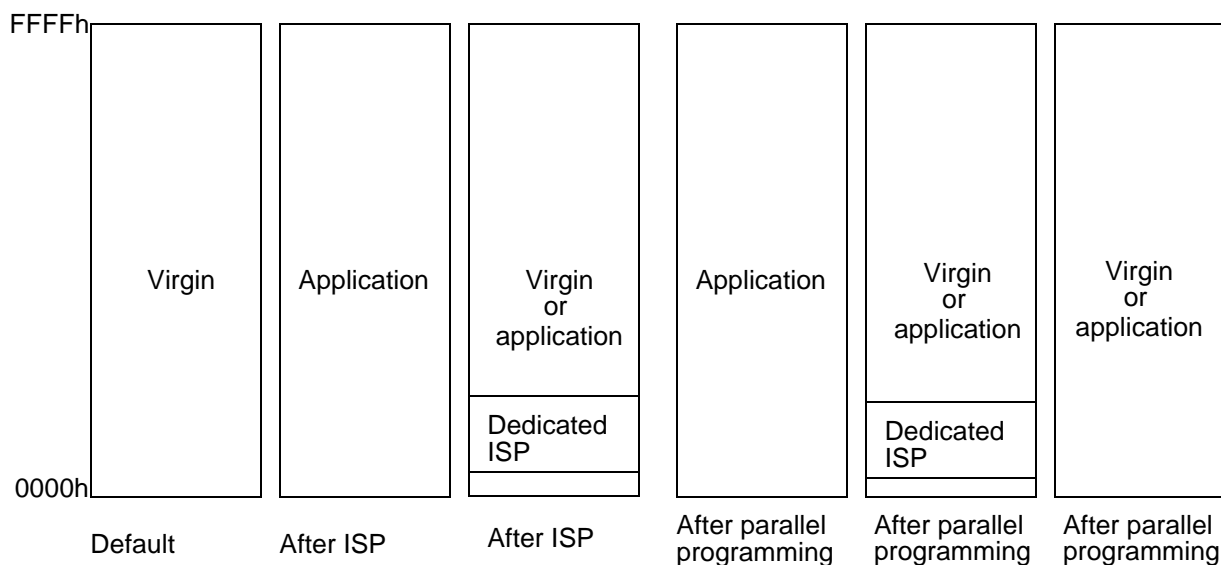 FFFFh
Virgin
Application
Virgin
or
application
Dedicated
ISP
Application
Virgin
or
application
Dedicated
ISP
Virgin
or
application
0000h
Default
After ISP
After ISP
After parallel
programming
After parallel
programming
After parallel
programming